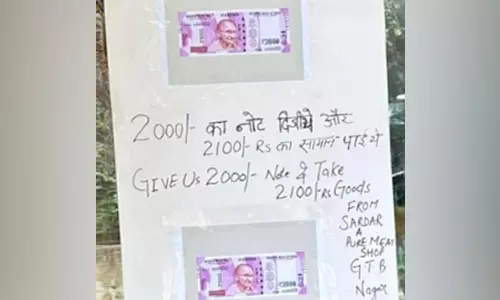 2000/- का नोट दिजीये और
2100/- Rs का सामान पाईये
GIVE US 2000/- Note & Take
2100/-Rs Goods
FROM
SARDAR
A
PURE MEAT
SHOP
GTB
Nagar